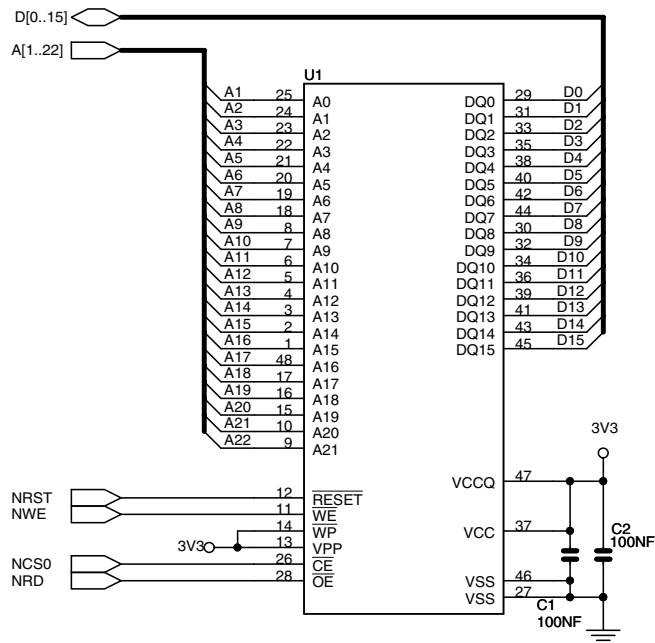 D[0..15]
A[1..22]
U1
A1 25 A0 DQ0 29 D0
A2 24 A1 DQ1 31 D1
A3 23 A2 DQ2 33 D2
A4 22 A3 DQ3 35 D3
A5 21 A4 DQ4 38 D4
A6 20 A5 DQ5 40 D5
A7 19 A6 DQ6 42 D6
A8 18 A7 DQ7 44 D7
A9 8 A8 DQ8 30 D8
A10 7 A9 DQ9 32 D9
A11 6 A10 DQ10 34 D10
A12 5 A11 DQ11 36 D11
A13 4 A12 DQ12 39 D12
A14 3 A13 DQ13 41 D13
A15 2 A14 DQ14 43 D14
A16 1 A15 DQ15 45 D15
A17 48 A16
A18 17 A17
A19 16 A18
A20 15 A19
A21 10 A20
A22 9 A21
3V3
VCCQ 47
NRST 12 RESET
NWE 11 WE
14 WP VCC 37 C2
3V3 13 VPP 100NF
NCS0 26 CE
NRD 28 OE VSS 46
VSS 27
C1
100NF